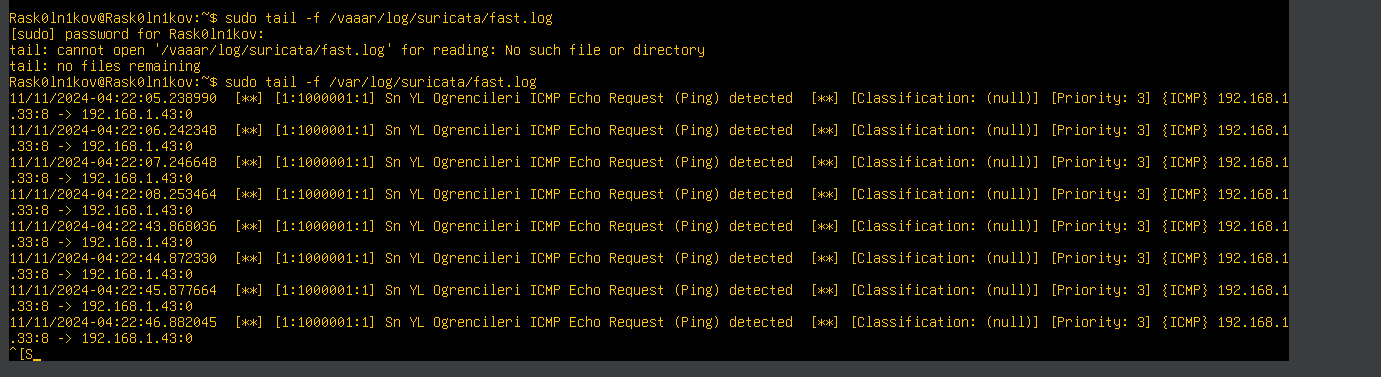 Rask0ln1kov@Rask0ln1kov:~$ sudo tail -f /vaaar/log/suricata/fast.log
[sudo] password for Rask0ln1kov:
tail: cannot open '/vaaar/log/suricata/fast.log' for reading: No such file or directory
tail: no files remaining
Rask0ln1kov@Rask0ln1kov:~$ sudo tail -f /var/log/suricata/fast.log
11/11/2024-04:22:05.238990  [**] [1:1000001:1] Sn YL Ogrencileri ICMP Echo Request (Ping) detected  [**] [Classification: (null)] [Priority: 3] {ICMP} 192.168.1
.33:8 -> 192.168.1.43:0
11/11/2024-04:22:06.242348  [**] [1:1000001:1] Sn YL Ogrencileri ICMP Echo Request (Ping) detected  [**] [Classification: (null)] [Priority: 3] {ICMP} 192.168.1
.33:8 -> 192.168.1.43:0
11/11/2024-04:22:07.246648  [**] [1:1000001:1] Sn YL Ogrencileri ICMP Echo Request (Ping) detected  [**] [Classification: (null)] [Priority: 3] {ICMP} 192.168.1
.33:8 -> 192.168.1.43:0
11/11/2024-04:22:08.253464  [**] [1:1000001:1] Sn YL Ogrencileri ICMP Echo Request (Ping) detected  [**] [Classification: (null)] [Priority: 3] {ICMP} 192.168.1
.33:8 -> 192.168.1.43:0
11/11/2024-04:22:43.868036  [**] [1:1000001:1] Sn YL Ogrencileri ICMP Echo Request (Ping) detected  [**] [Classification: (null)] [Priority: 3] {ICMP} 192.168.1
.33:8 -> 192.168.1.43:0
11/11/2024-04:22:44.872330  [**] [1:1000001:1] Sn YL Ogrencileri ICMP Echo Request (Ping) detected  [**] [Classification: (null)] [Priority: 3] {ICMP} 192.168.1
.33:8 -> 192.168.1.43:0
11/11/2024-04:22:45.877664  [**] [1:1000001:1] Sn YL Ogrencileri ICMP Echo Request (Ping) detected  [**] [Classification: (null)] [Priority: 3] {ICMP} 192.168.1
.33:8 -> 192.168.1.43:0
11/11/2024-04:22:46.882045  [**] [1:1000001:1] Sn YL Ogrencileri ICMP Echo Request (Ping) detected  [**] [Classification: (null)] [Priority: 3] {ICMP} 192.168.1
.33:8 -> 192.168.1.43:0
^[S_